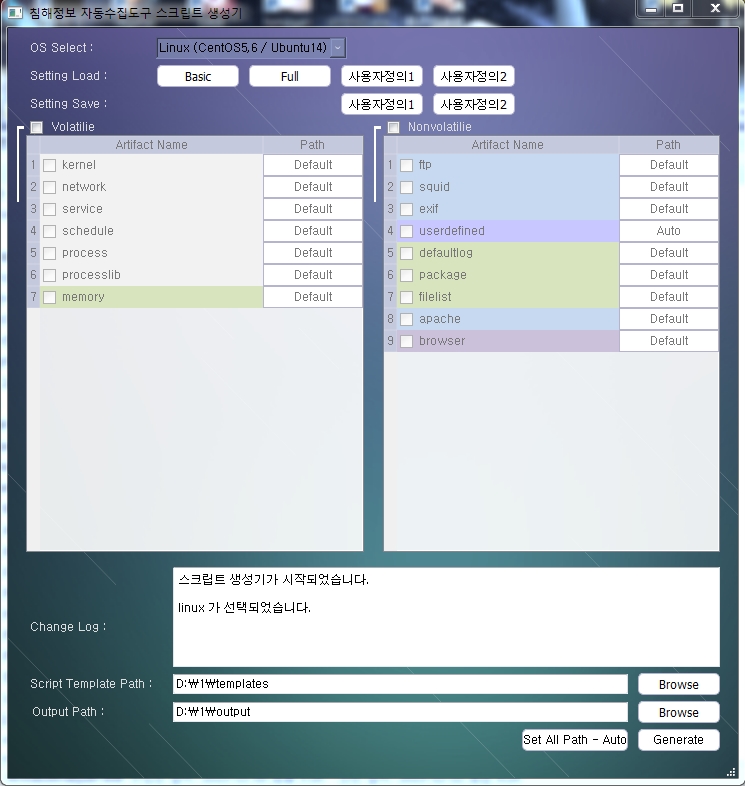 침해정보 자동수집도구 스크립트 생성기
OS Select : Linux (CentOS5,6 / Ubuntu14)
Setting Load : Basic Full 사용자정의1 사용자정의2
Setting Save : 사용자정의1 사용자정의2
Volatilie
Artifact Name Path
1 kernel Default
2 network Default
3 service Default
4 schedule Default
5 process Default
6 processlib Default
7 memory Default
Nonvolatilie
Artifact Name Path
1 ftp Default
2 squid Default
3 exif Default
4 userdefined Auto
5 defaultlog Default
6 package Default
7 filelist Default
8 apache Default
9 browser Default
Change Log :
스크립트 생성기가 시작되었습니다.
linux 가 선택되었습니다.
Script Template Path : D:₩1₩templates Browse
Output Path : D:₩1₩output Browse
Set All Path - Auto Generate